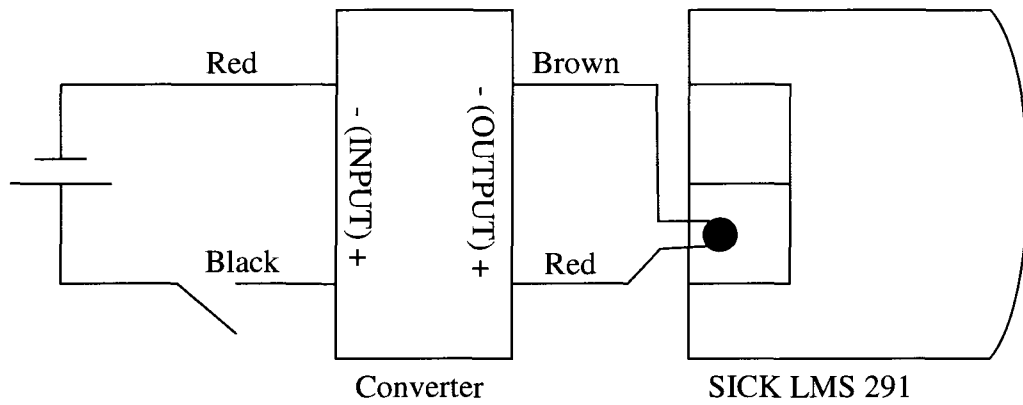 Red
Brown
- (INPUT) +
- (OUTPUT) +
Black
Red
Converter
SICK LMS 291